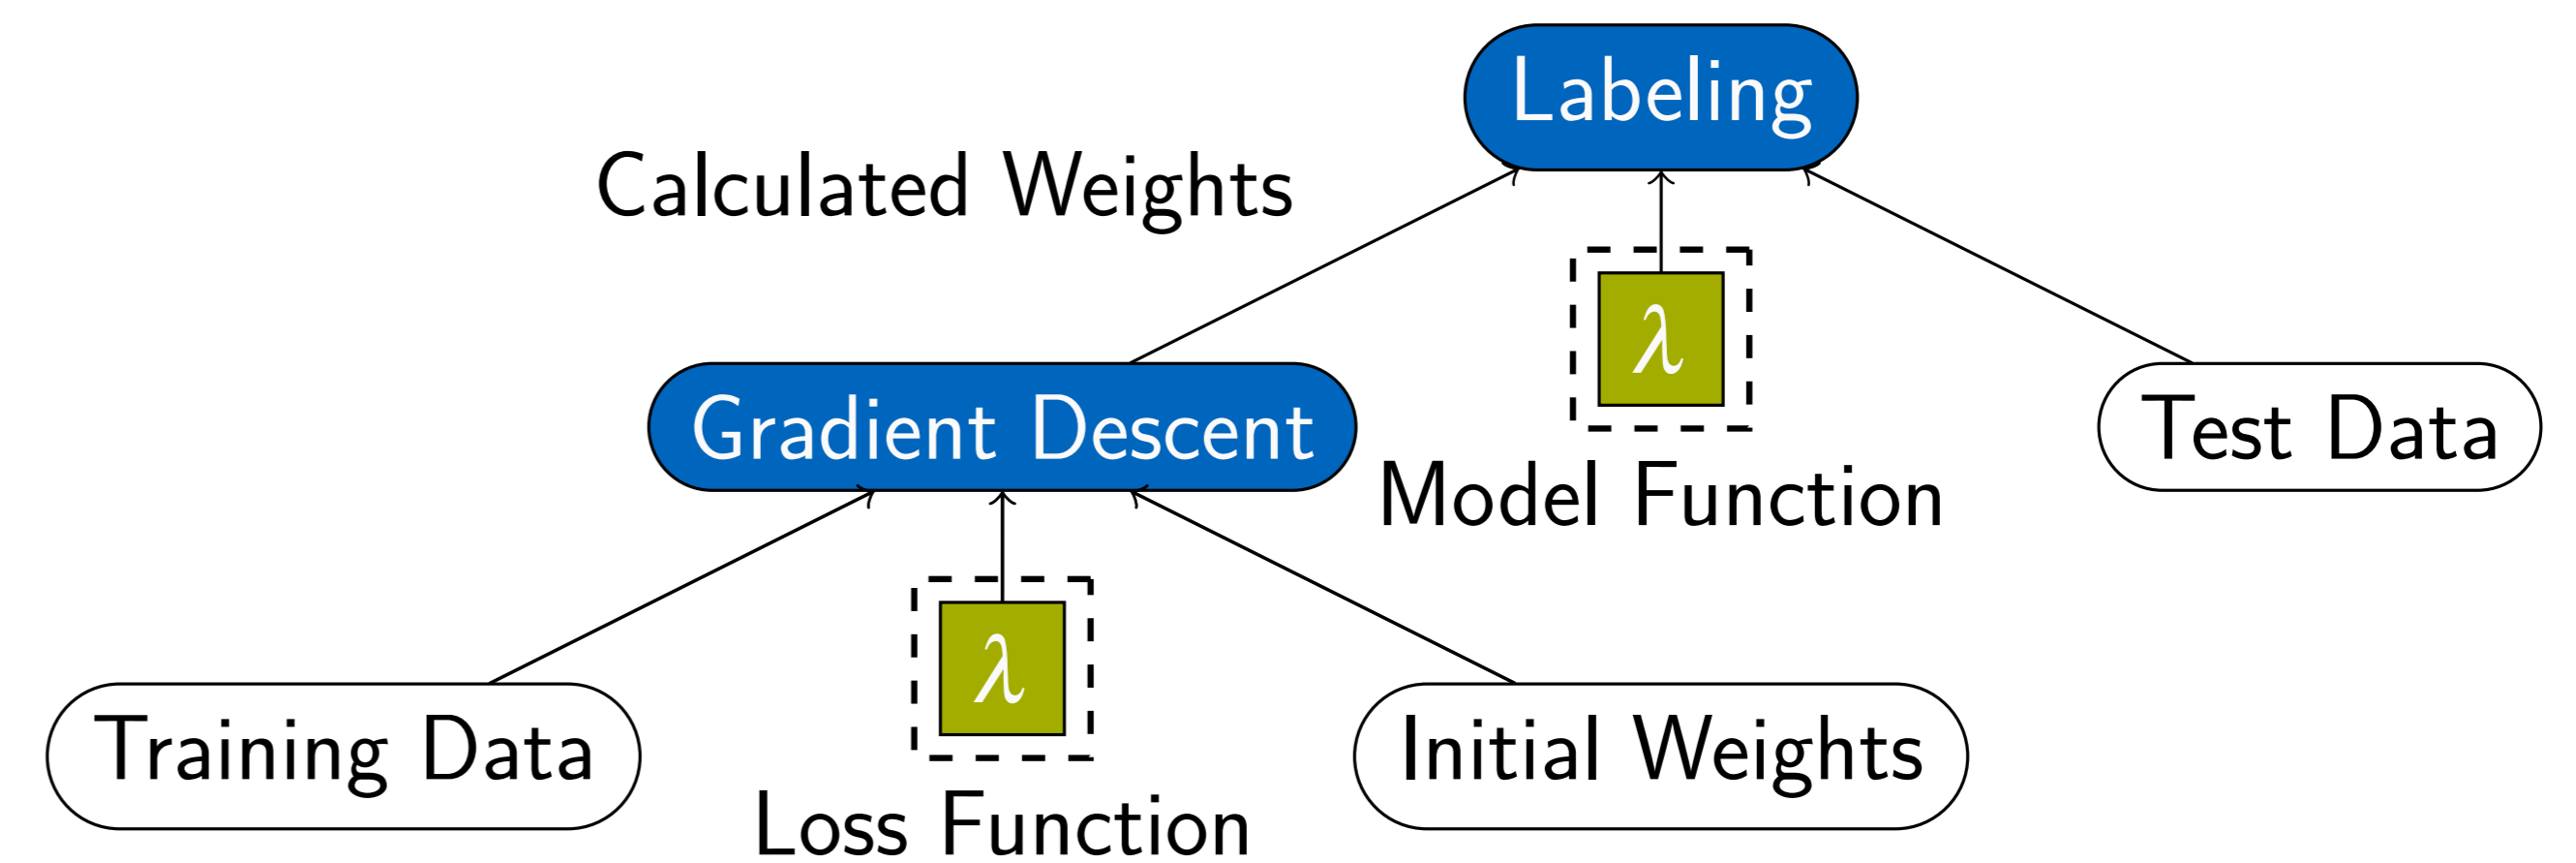 Labeling
Calculated Weights
λ
Gradient Descent
Test Data
Model Function
λ
Training Data
Initial Weights
Loss Function